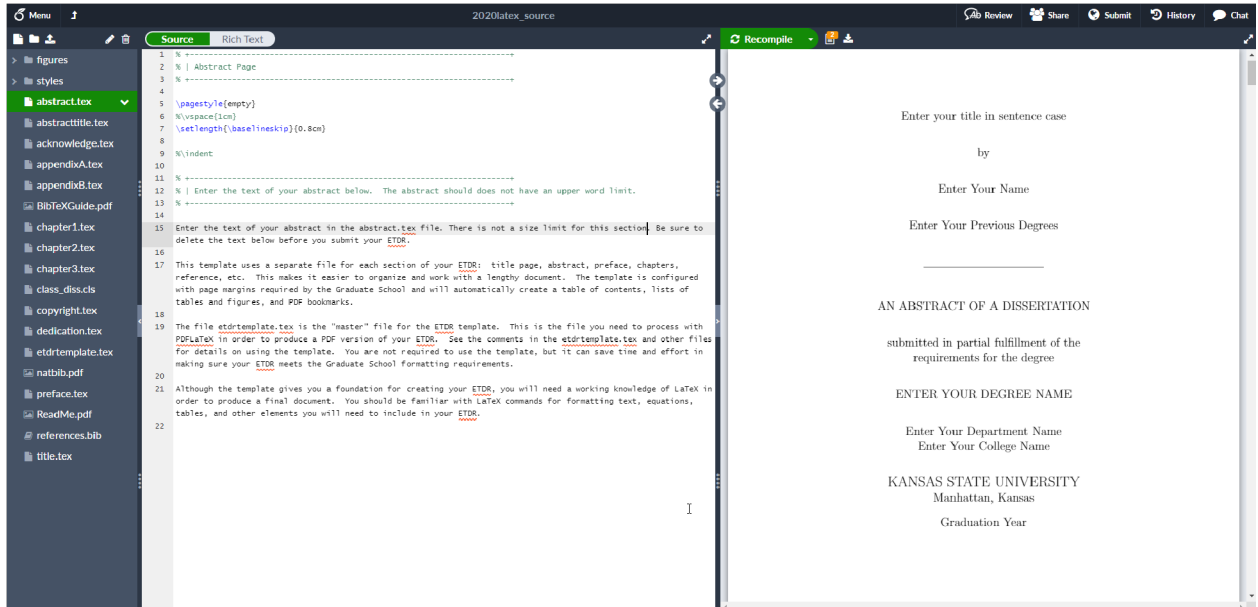 Menu
2020latex_source
Review
Share
Submit
History
Chat
Source
Rich Text
Recompile
2
figures
styles
abstract.tex
abstracttitle.tex
acknowledge.tex
appendixA.tex
appendixB.tex
BibTeXGuide.pdf
chapter1.tex
chapter2.tex
chapter3.tex
class_diss.cls
copyright.tex
dedication.tex
etdrtemplate.tex
natbib.pdf
preface.tex
ReadMe.pdf
references.bib
title.tex
1 % +----------------------------------------------------------------+
2 % | Abstract Page
3 % +----------------------------------------------------------------+
4
5 \pagestyle{empty}
6 %\vspace{1cm}
7 \setlength{\baselineskip}{0.8cm}
8
9 %\indent
10
11 % +----------------------------------------------------------------+
12 % | Enter the text of your abstract below.  The abstract should does not have an upper word limit.
13 % +----------------------------------------------------------------+
14
15 Enter the text of your abstract in the abstract.tex file. There is not a size limit for this section. Be sure to
delete the text below before you submit your ETDR.
16
17 This template uses a separate file for each section of your ETDR:  title page, abstract, preface, chapters,
reference, etc.  This makes it easier to organize and work with a lengthy document.  The template is configured
with page margins required by the Graduate School and will automatically create a table of contents, lists of
tables and figures, and PDF bookmarks.
18
19 The file etdrtemplate.tex is the "master" file for the ETDR template.  This is the file you need to process with
PDFLaTeX in order to produce a PDF version of your ETDR.  See the comments in the etdrtemplate.tex and other files
for details on using the template.  You are not required to use the template, but it can save time and effort in
making sure your ETDR meets the Graduate School formatting requirements.
20
21 Although the template gives you a foundation for creating your ETDR, you will need a working knowledge of LaTeX in
order to produce a final document.  You should be familiar with LaTeX commands for formatting text, equations,
tables, and other elements you will need to include in your ETDR.
22
Enter your title in sentence case
by
Enter Your Name
Enter Your Previous Degrees
AN ABSTRACT OF A DISSERTATION
submitted in partial fulfillment of the
requirements for the degree
ENTER YOUR DEGREE NAME
Enter Your Department Name
Enter Your College Name
KANSAS STATE UNIVERSITY
Manhattan, Kansas
Graduation Year